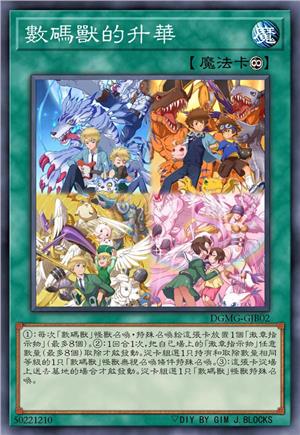 數碼獸的升華
魔
【魔法卡】
DGMG-GIB02
①:每次「數碼獸」怪獸召喚‧特殊召喚給這張卡放置1個「徽章指
示物」(最多8個)。②:1回合1次,把自己場上的「徽章指示物」任意
數量(最多8個)取除才能發動。從卡組選1只持有和取除數量相同等
級的1只「數碼獸」怪獸無視召喚條件特殊召喚。③:這張卡從場
上送去墓地的場合才能發動。從卡組選1只「數碼獸」怪獸特殊召
喚。
50221210
DIY BY GIM J.BLOCKS